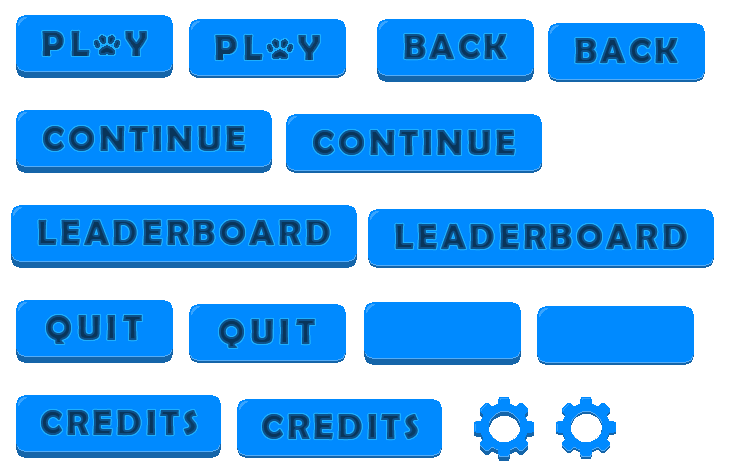 PLAY PLAY BACK BACK
CONTINUE CONTINUE
LEADERBOARD LEADERBOARD
QUIT QUIT
CREDITS CREDITS